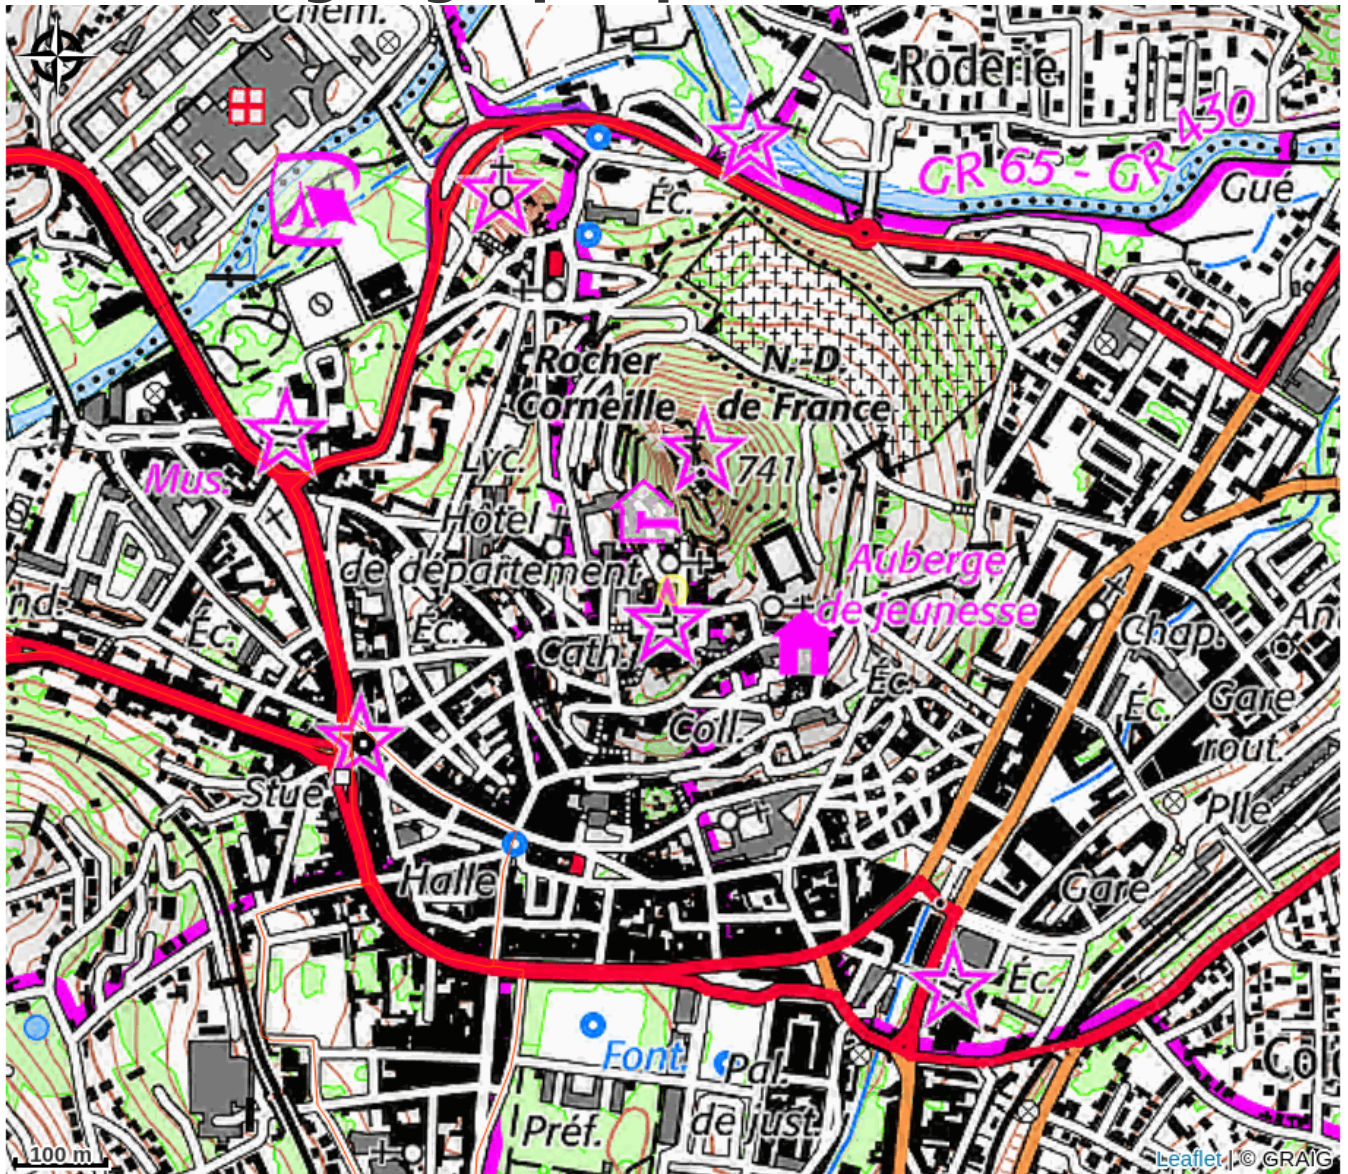 Chem.
Roderie
GR 65 - GR 430
Gué
Éc.
Rocher
Corneille
N.-D.
de France
741
Mus.
Lyc.
Hôtel
de département
Auberge
de jeunesse
Éc.
Éc.
Cath.
Chap.
Éc.
Éc.
Gare
rout.
Coll.
Stue
Plle
Halle
Gare
Éc.
Font.
Pal.
de just.
Préf.
100 m
Leaflet | © GRAIG